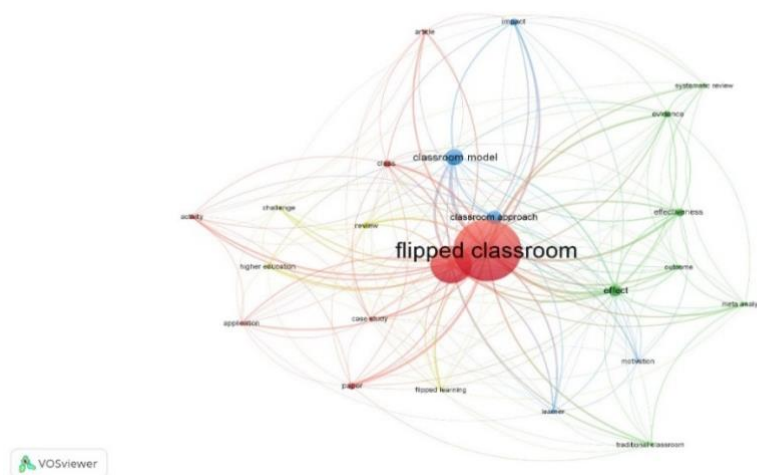 impact
article
systematic review
evidence
classroom model
class
challenge
activity
classroom approach
effectiveness
review
flipped classroom
higher education
outcome
effect
meta analy
application
case study
motivation
paper
flipped learning
learner
traditional classroom
VOSviewer